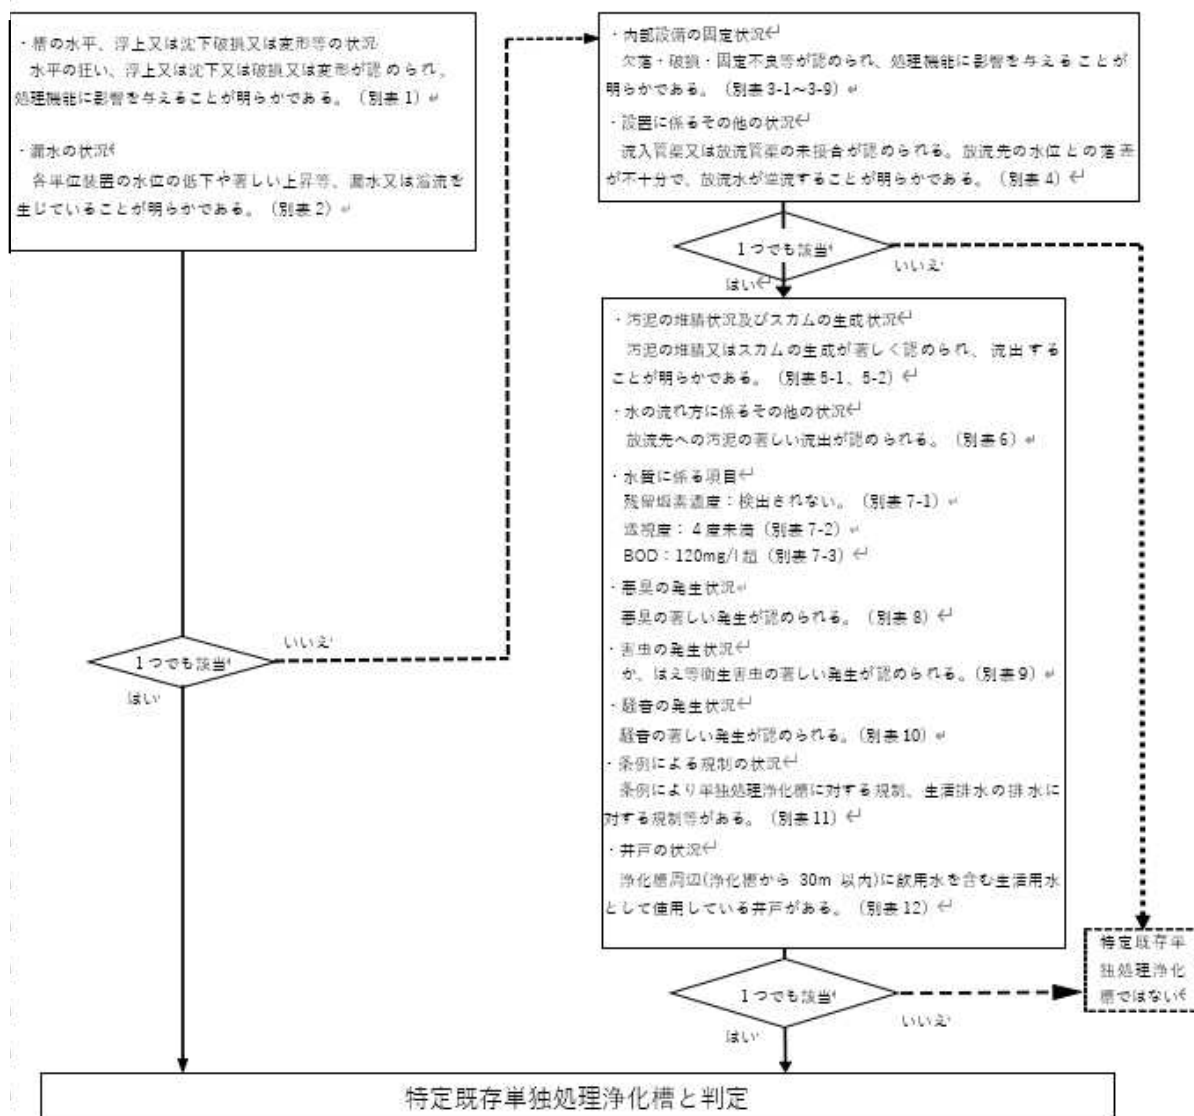 ・槽の水平、浮上又は沈下破損又は変形等の状況
水平の狂い、浮上又は沈下又は破損又は変形が認められ、
処理機能に影響を与えることが明らかである。（別表1）
・漏水の状況
各単位装置の水位の低下や著しい上昇等、漏水又は溢流を
生じていることが明らかである。（別表2）
1つでも該当
いいえ
はい
・内部設備の固定状況
欠落・破損・固定不良等が認められ、処理機能に影響を与えることが
明らかである。（別表3-1～3-9）
・設置に係るその他の状況
流入管渠又は放流管渠の未接合が認められる。放流先の水位との落差
が不十分で、放流水が逆流することが明らかである。（別表4）
1つでも該当
いいえ
はい
・汚泥の堆積状況及びスカムの生成状況
汚泥の堆積又はスカムの生成が著しく認められ、流出する
ことが明らかである。（別表5-1、5-2）
・水の流れ方に係るその他の状況
放流先への汚泥の著しい流出が認められる。（別表6）
・水質に係る項目
残留塩素濃度：検出されない。（別表7-1）
透視度：4度未満（別表7-2）
BOD：120mg/l超（別表7-3）
・悪臭の発生状況
悪臭の著しい発生が認められる。（別表8）
・害虫の発生状況
か、はえ等衛生害虫の著しい発生が認められる。（別表9）
・騒音の発生状況
騒音の著しい発生が認められる。（別表10）
・条例による規制の状況
条例により単独処理浄化槽に対する規制、生活排水の排水に
対する規制等がある。（別表11）
・井戸の状況
浄化槽周辺(浄化槽から 30m 以内)に飲用水を含む生活用水
として使用している井戸がある。（別表12）
1つでも該当
いいえ
はい
特定既存単
独処理浄化
槽ではない
特定既存単独処理浄化槽と判定